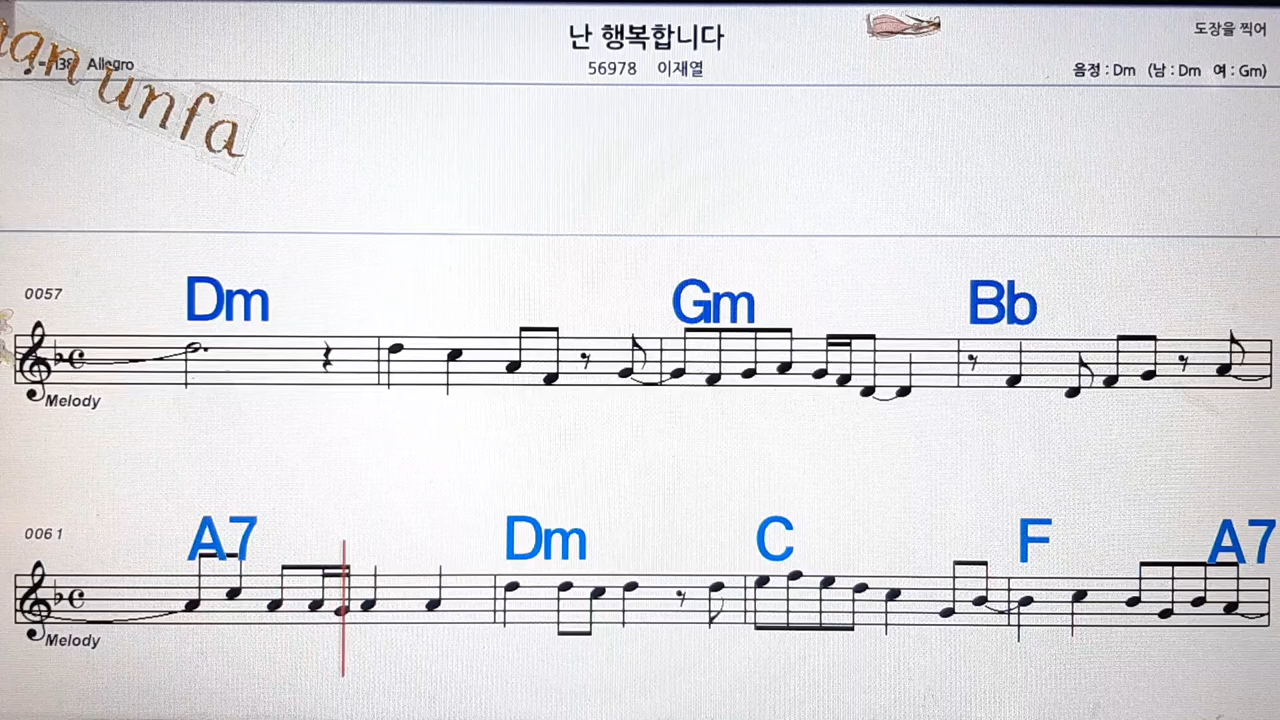 난 행복합니다
도장을 찍어
56978 이재열
Allegro
음정 : Dm (남 : Dm 여 : Gm)
unfa
0057
Dm Gm Bb
Melody
0061
A7 Dm C F A7
Melody